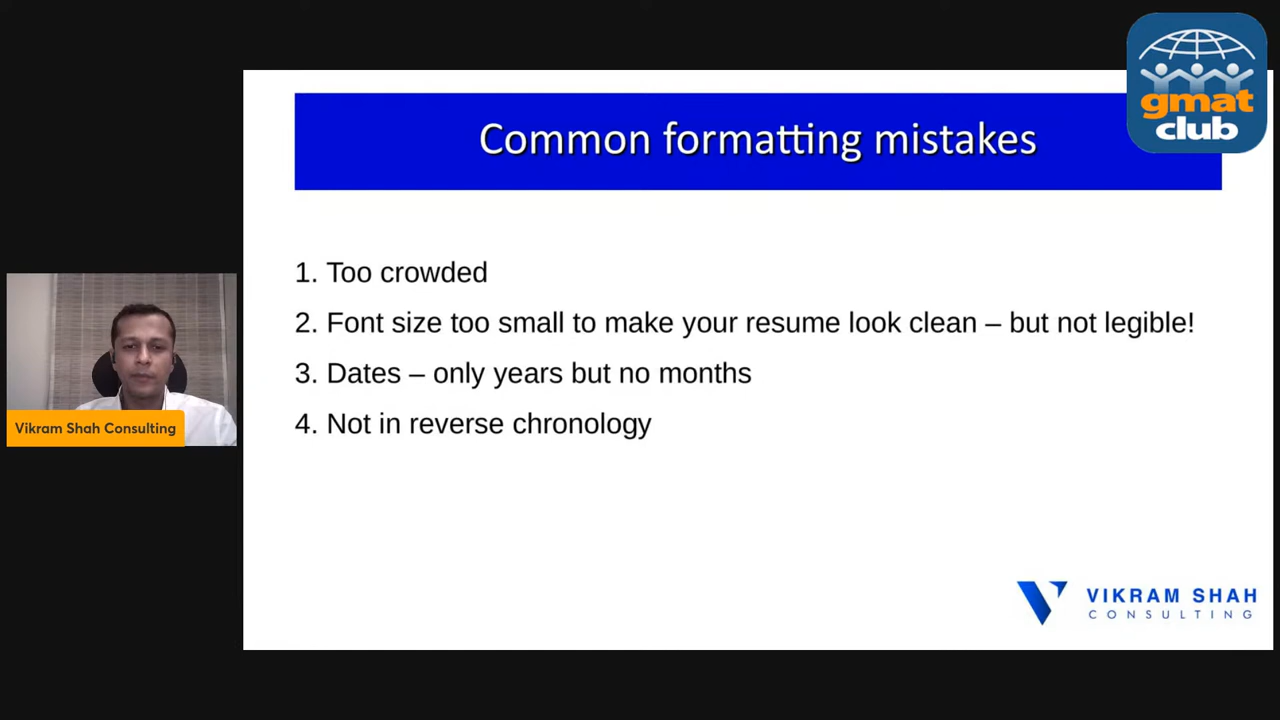 gmat
club
Common formatting mistakes
1. Too crowded
2. Font size too small to make your resume look clean – but not legible!
3. Dates – only years but no months
4. Not in reverse chronology
Vikram Shah Consulting
VIKRAM SHAH
CONSULTING